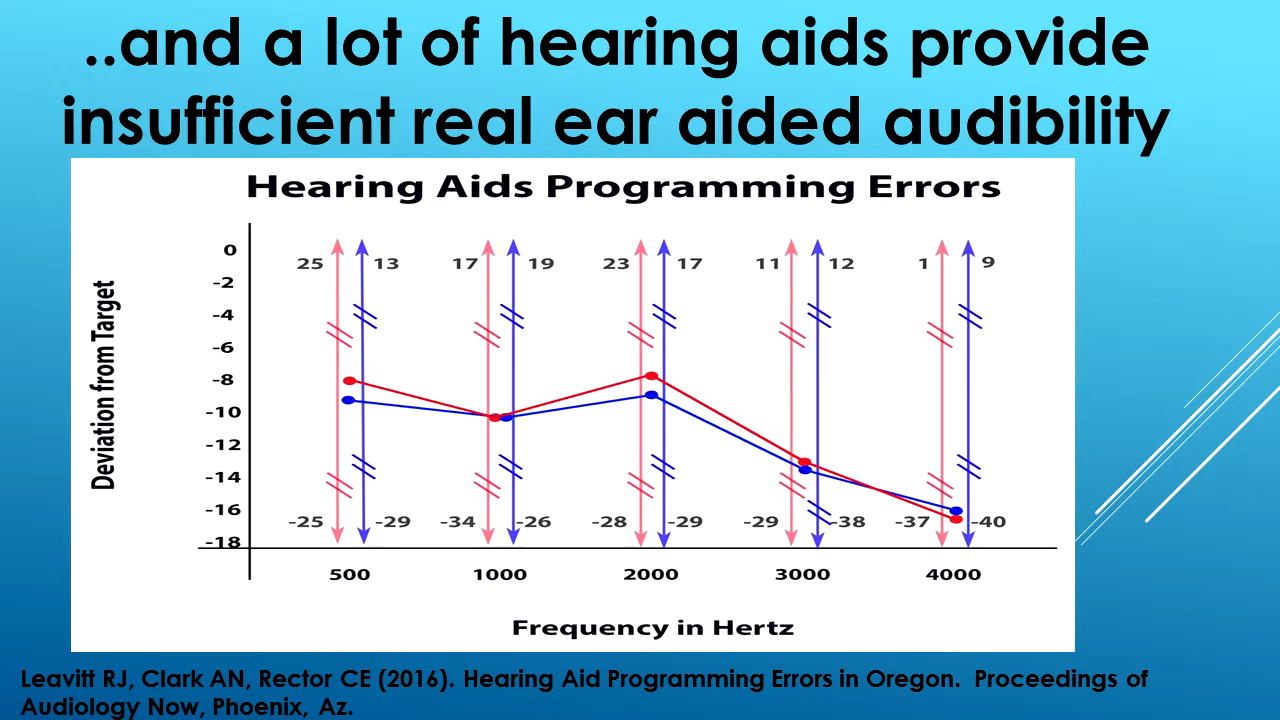 ..and a lot of hearing aids provide
insufficient real ear aided audibility
Hearing Aids Programming Errors
Deviation from Target
0
-2
-4
-6
-8
-10
-12
-14
-16
-18
25 13 17 19 23 17 11 12 1 9
-25 -29 -34 -26 -28 -29 -29 -38 -37 -40
500 1000 2000 3000 4000
Frequency in Hertz
Leavitt RJ, Clark AN, Rector CE (2016). Hearing Aid Programming Errors in Oregon. Proceedings of
Audiology Now, Phoenix, Az.